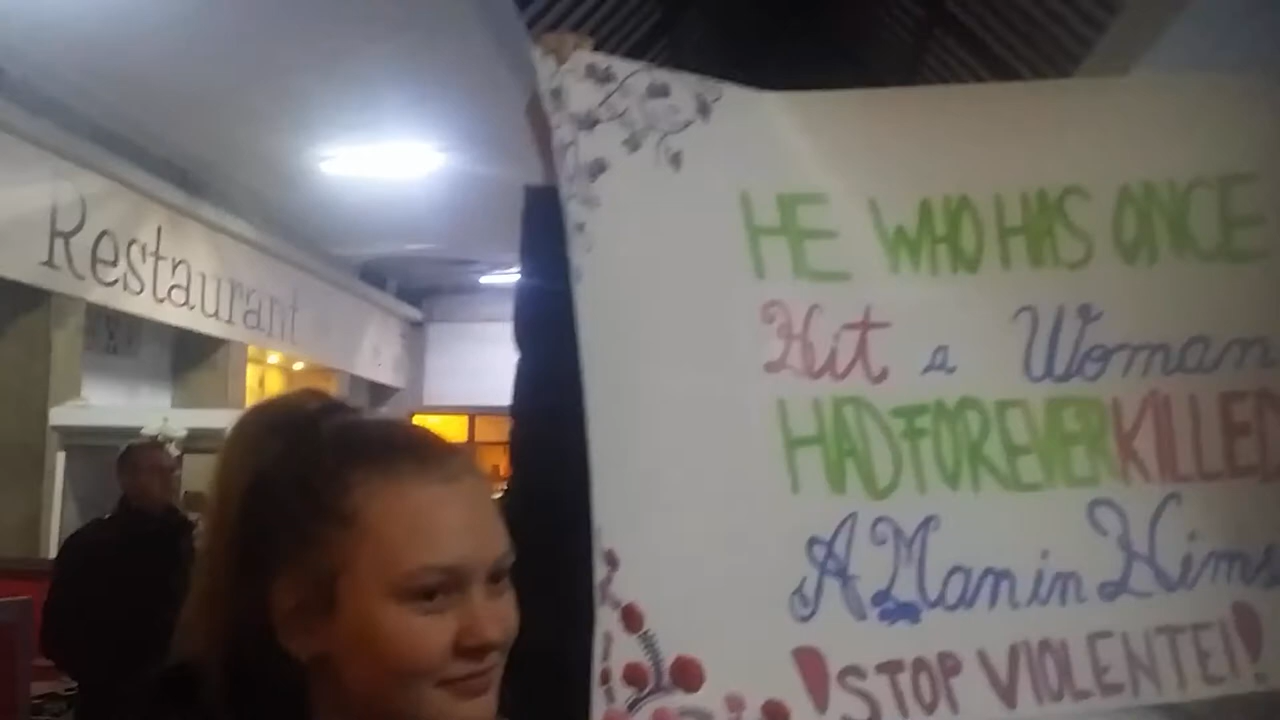 Restaurant
HE WHO HAS ONCE
Hit a Woman
HAD FOREVER KILLED
A Man in Hims
!STOP VIOLENTEI!